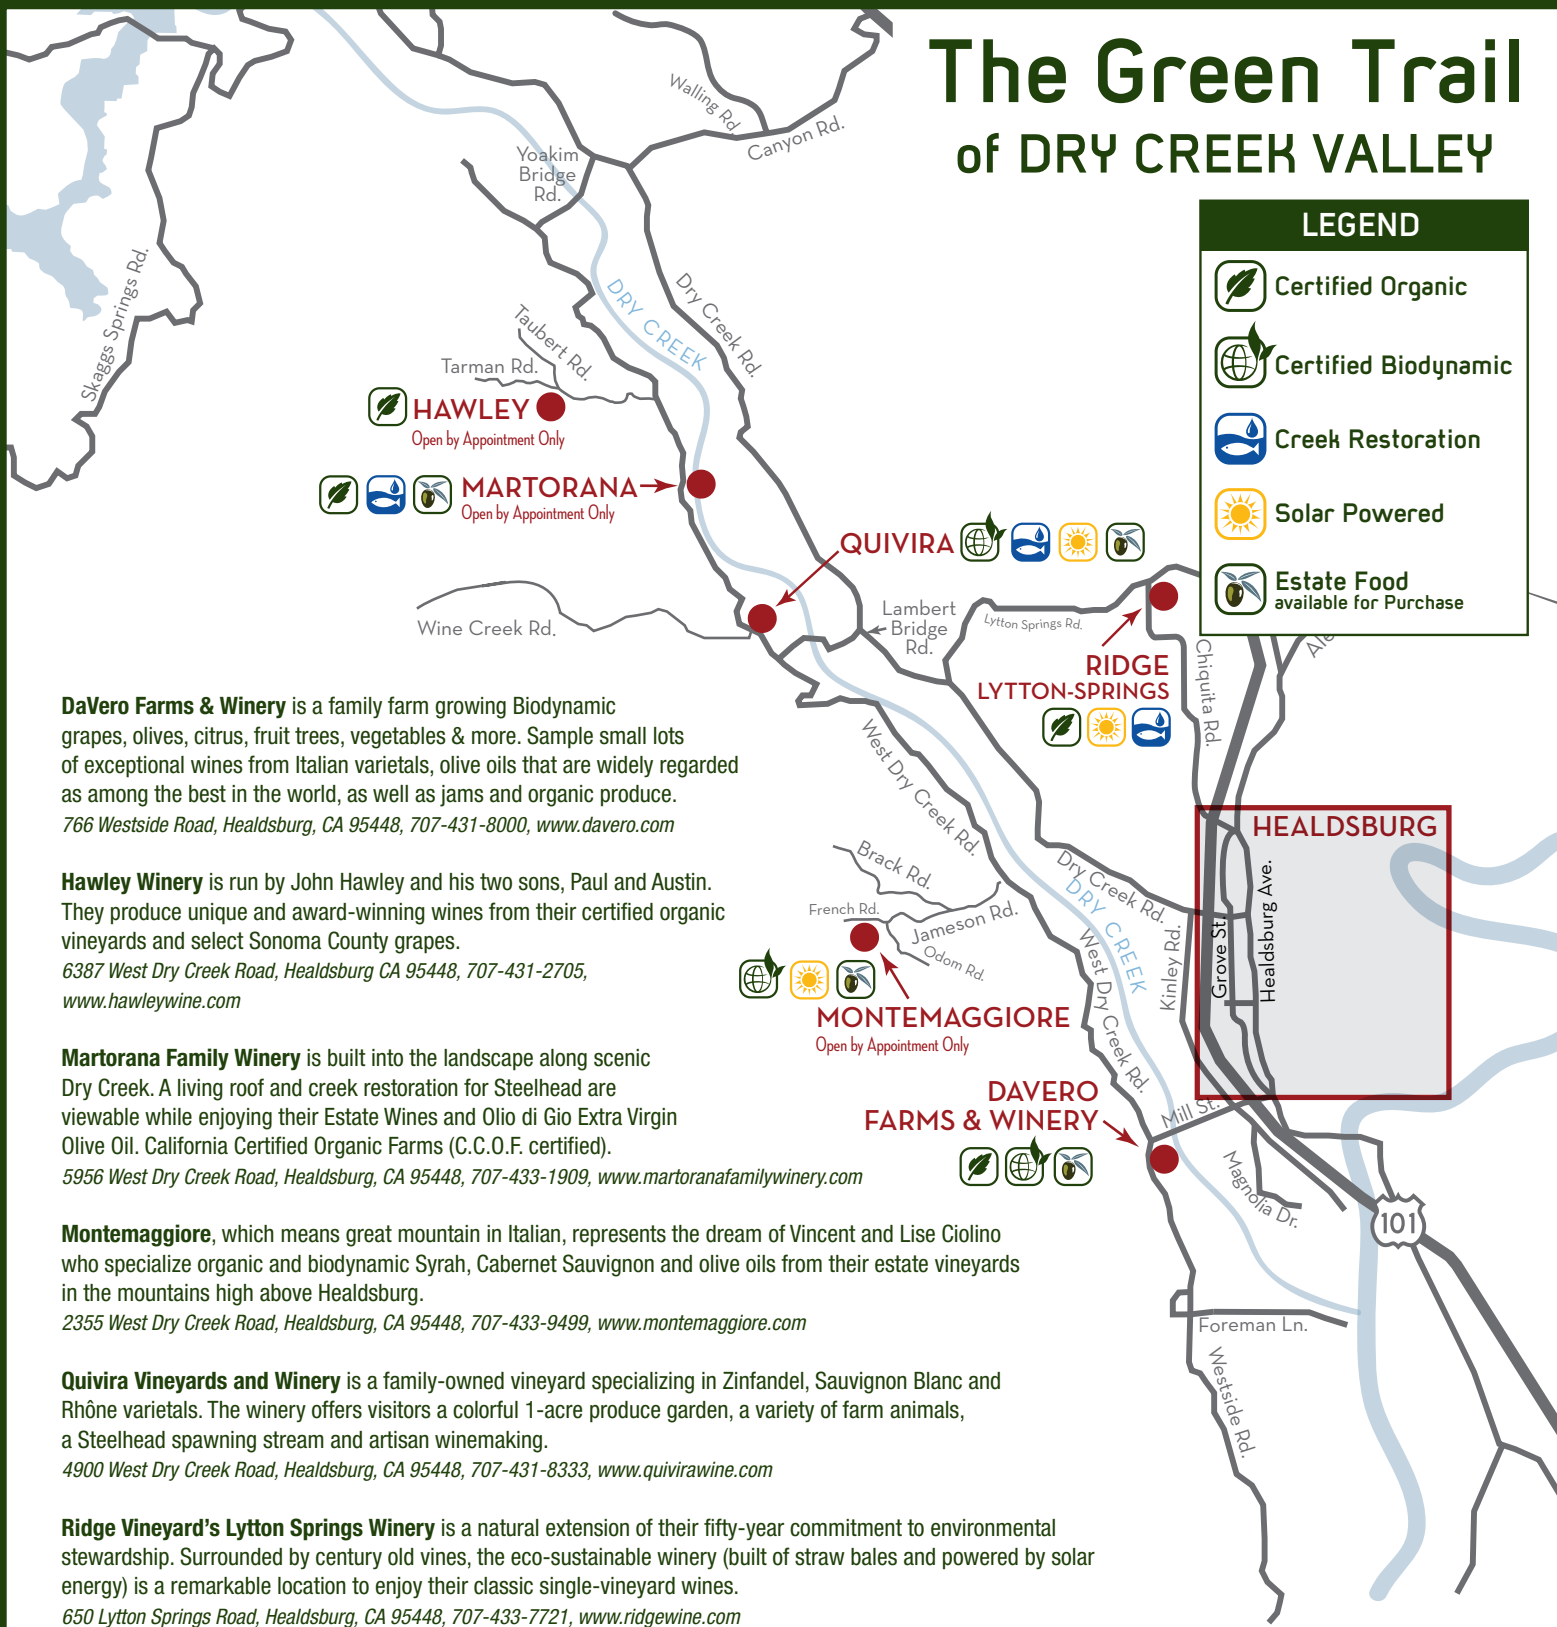 The Green Trail
of DRY CREEK VALLEY
LEGEND
Certified Organic
Certified Biodynamic
Creek Restoration
Solar Powered
Estate Food
available for Purchase
Walling Rd.
Canyon Rd.
Yoakim
Bridge
Rd.
Skaggs Springs Rd.
DRY CREEK
Dry Creek Rd.
Taubert Rd.
Tarman Rd.
HAWLEY
Open by Appointment Only
MARTORANA
Open by Appointment Only
QUIVIRA
Wine Creek Rd.
Lambert
Bridge
Rd.
Lytton Springs Rd.
RIDGE
LYTTON-SPRINGS
Chiquita Rd.
West Dry Creek Rd.
HEALDSBURG
Brack Rd.
French Rd.
Jameson Rd.
Odom Rd.
Dry Creek Rd.
DRY CREEK
West Dry Creek Rd.
Kinley Rd.
Grove St.
Healdsburg Ave.
MONTEMAGGIORE
Open by Appointment Only
DAVERO
FARMS & WINERY
Mill St.
Magnolia Dr.
101
Foreman Ln.
Westside Rd.
DaVero Farms & Winery is a family farm growing Biodynamic
grapes, olives, citrus, fruit trees, vegetables & more. Sample small lots
of exceptional wines from Italian varietals, olive oils that are widely regarded
as among the best in the world, as well as jams and organic produce.
766 Westside Road, Healdsburg, CA 95448, 707-431-8000, www.davero.com
Hawley Winery is run by John Hawley and his two sons, Paul and Austin.
They produce unique and award-winning wines from their certified organic
vineyards and select Sonoma County grapes.
6387 West Dry Creek Road, Healdsburg CA 95448, 707-431-2705,
www.hawleywine.com
Martorana Family Winery is built into the landscape along scenic
Dry Creek. A living roof and creek restoration for Steelhead are
viewable while enjoying their Estate Wines and Olio di Gio Extra Virgin
Olive Oil. California Certified Organic Farms (C.C.O.F. certified).
5956 West Dry Creek Road, Healdsburg, CA 95448, 707-433-1909, www.martoranafamilywinery.com
Montemaggiore, which means great mountain in Italian, represents the dream of Vincent and Lise Ciolino
who specialize organic and biodynamic Syrah, Cabernet Sauvignon and olive oils from their estate vineyards
in the mountains high above Healdsburg.
2355 West Dry Creek Road, Healdsburg, CA 95448, 707-433-9499, www.montemaggiore.com
Quivira Vineyards and Winery is a family-owned vineyard specializing in Zinfandel, Sauvignon Blanc and
Rhône varietals. The winery offers visitors a colorful 1-acre produce garden, a variety of farm animals,
a Steelhead spawning stream and artisan winemaking.
4900 West Dry Creek Road, Healdsburg, CA 95448, 707-431-8333, www.quivirawine.com
Ridge Vineyard's Lytton Springs Winery is a natural extension of their fifty-year commitment to environmental
stewardship. Surrounded by century old vines, the eco-sustainable winery (built of straw bales and powered by solar
energy) is a remarkable location to enjoy their classic single-vineyard wines.
650 Lytton Springs Road, Healdsburg, CA 95448, 707-433-7721, www.ridgewine.com